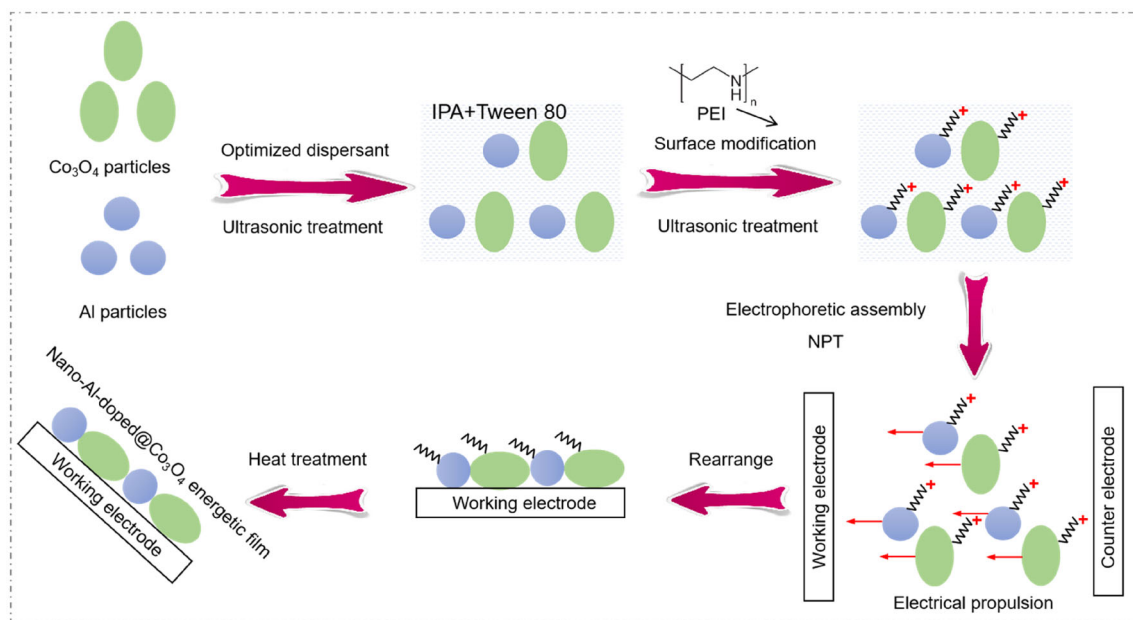 Co₃O₄ particles
Al particles
Optimized dispersant
Ultrasonic treatment
IPA+Tween 80
N
H
n
PEI
Surface modification
Ultrasonic treatment
+
+
+
+
+
+
Electrophoretic assembly
NPT
Working electrode
+
+
+
+
+
+
Counter electrode
Electrical propulsion
Rearrange
Working electrode
Heat treatment
Nano-Al-doped@Co₃O₄ energetic film
Working electrode